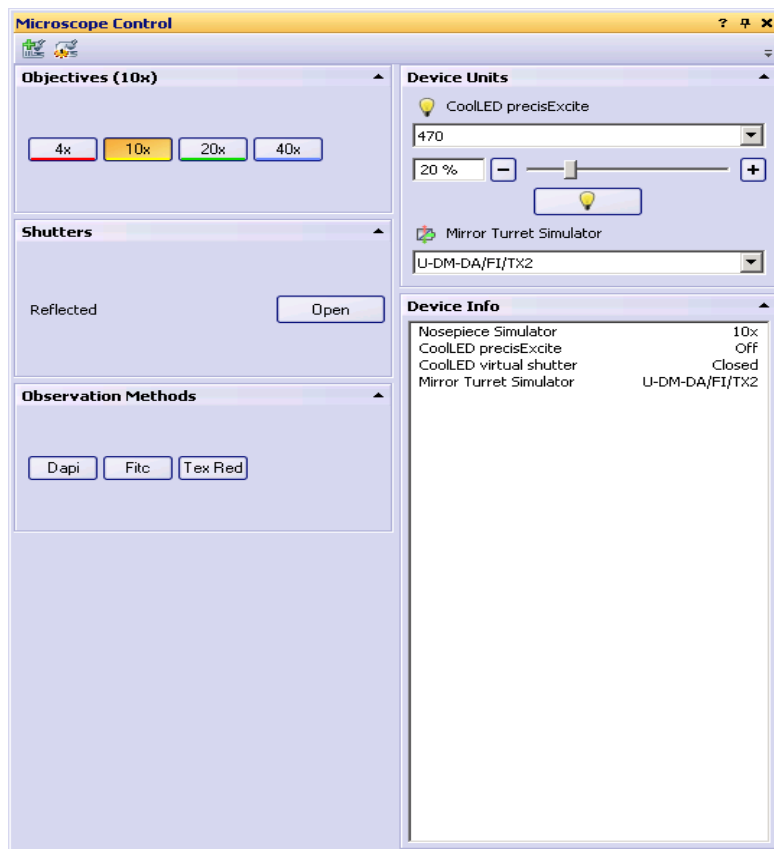 Microscope Control
Objectives (10x)
4x 10x 20x 40x
Shutters
Reflected Open
Observation Methods
Dapi Fitc Tex Red
Device Units
CoolLED precisExcite
470
20 %
Mirror Turret Simulator
U-DM-DA/FI/TX2
Device Info
Nosepiece Simulator 10x
CoolLED precisExcite Off
CoolLED virtual shutter Closed
Mirror Turret Simulator U-DM-DA/FI/TX2